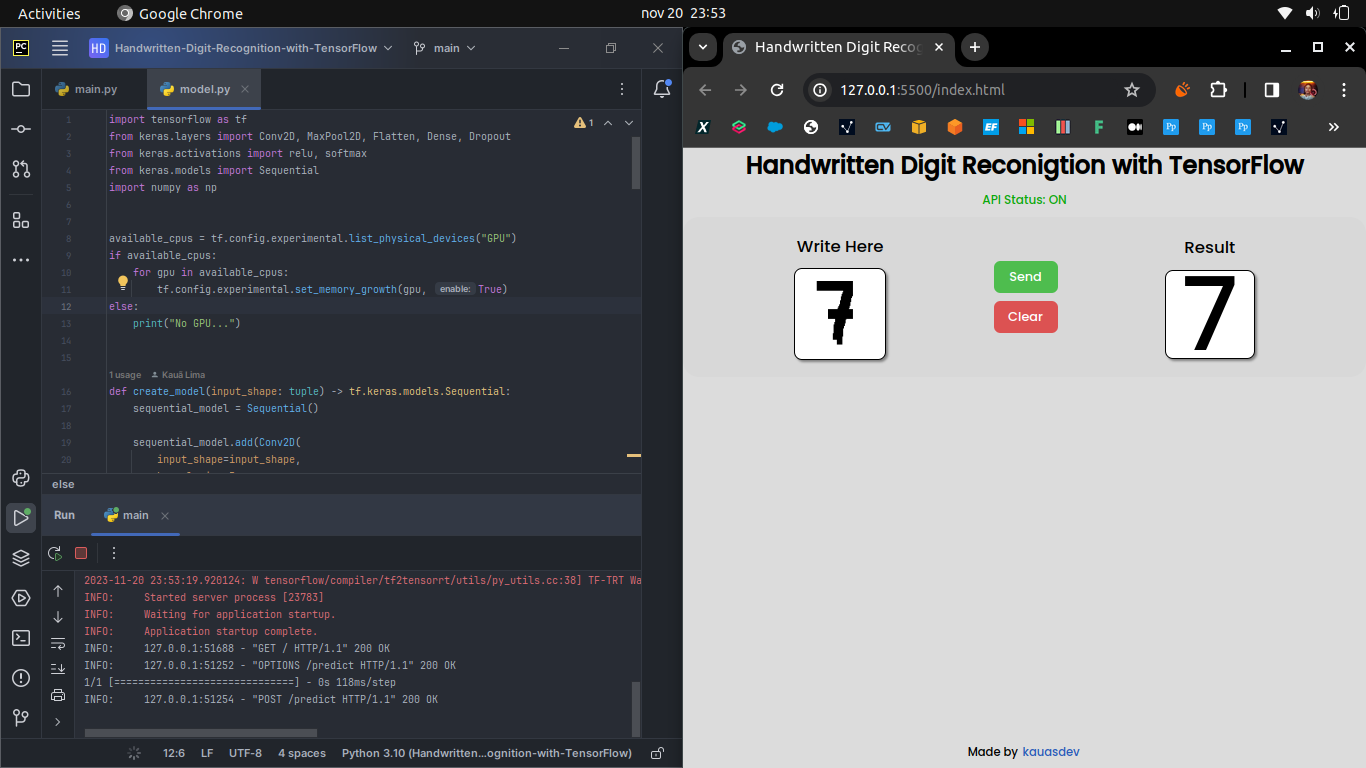 Activities
Google Chrome
nov 20 23:53
PC
HD
Handwritten-Digit-Recognition-with-TensorFlow
main
main.py
model.py
1 import tensorflow as tf
2 from keras.layers import Conv2D, MaxPool2D, Flatten, Dense, Dropout
3 from keras.activations import relu, softmax
4 from keras.models import Sequential
5 import numpy as np
6
7
8 available_cpus = tf.config.experimental.list_physical_devices("GPU")
9 if available_cpus:
10 for gpu in available_cpus:
11 tf.config.experimental.set_memory_growth(gpu, enable: True)
12 else:
13 print("No GPU...")
14
15
1 usage Kauã Lima
16 def create_model(input_shape: tuple) -> tf.keras.models.Sequential:
17 sequential_model = Sequential()
18
19 sequential_model.add(Conv2D(
20 input_shape=input_shape,
1
else
Run
main
2023-11-20 23:53:19.920124: W tensorflow/compiler/tf2tensorrt/utils/py_utils.cc:38] TF-TRT Wa
INFO: Started server process [23783]
INFO: Waiting for application startup.
INFO: Application startup complete.
INFO: 127.0.0.1:51688 - "GET / HTTP/1.1" 200 OK
INFO: 127.0.0.1:51252 - "OPTIONS /predict HTTP/1.1" 200 OK
1/1 [==============================] - 0s 118ms/step
INFO: 127.0.0.1:51254 - "POST /predict HTTP/1.1" 200 OK
12:6 LF UTF-8 4 spaces Python 3.10 (Handwritten...ognition-with-TensorFlow)
Handwritten Digit Recog
127.0.0.1:5500/index.html
X
CV
EF
F
Pp
Pp
Pp
Handwritten Digit Reconigtion with TensorFlow
API Status: ON
Write Here
7
Send
Clear
Result
7
Made by kauasdev